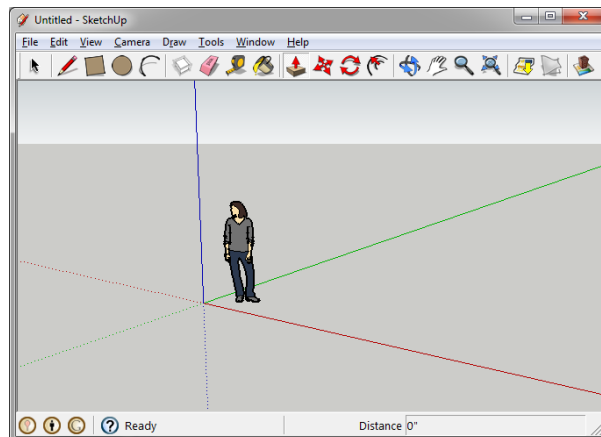 Untitled - SketchUp
File Edit View Camera Draw Tools Window Help
Ready Distance 0"